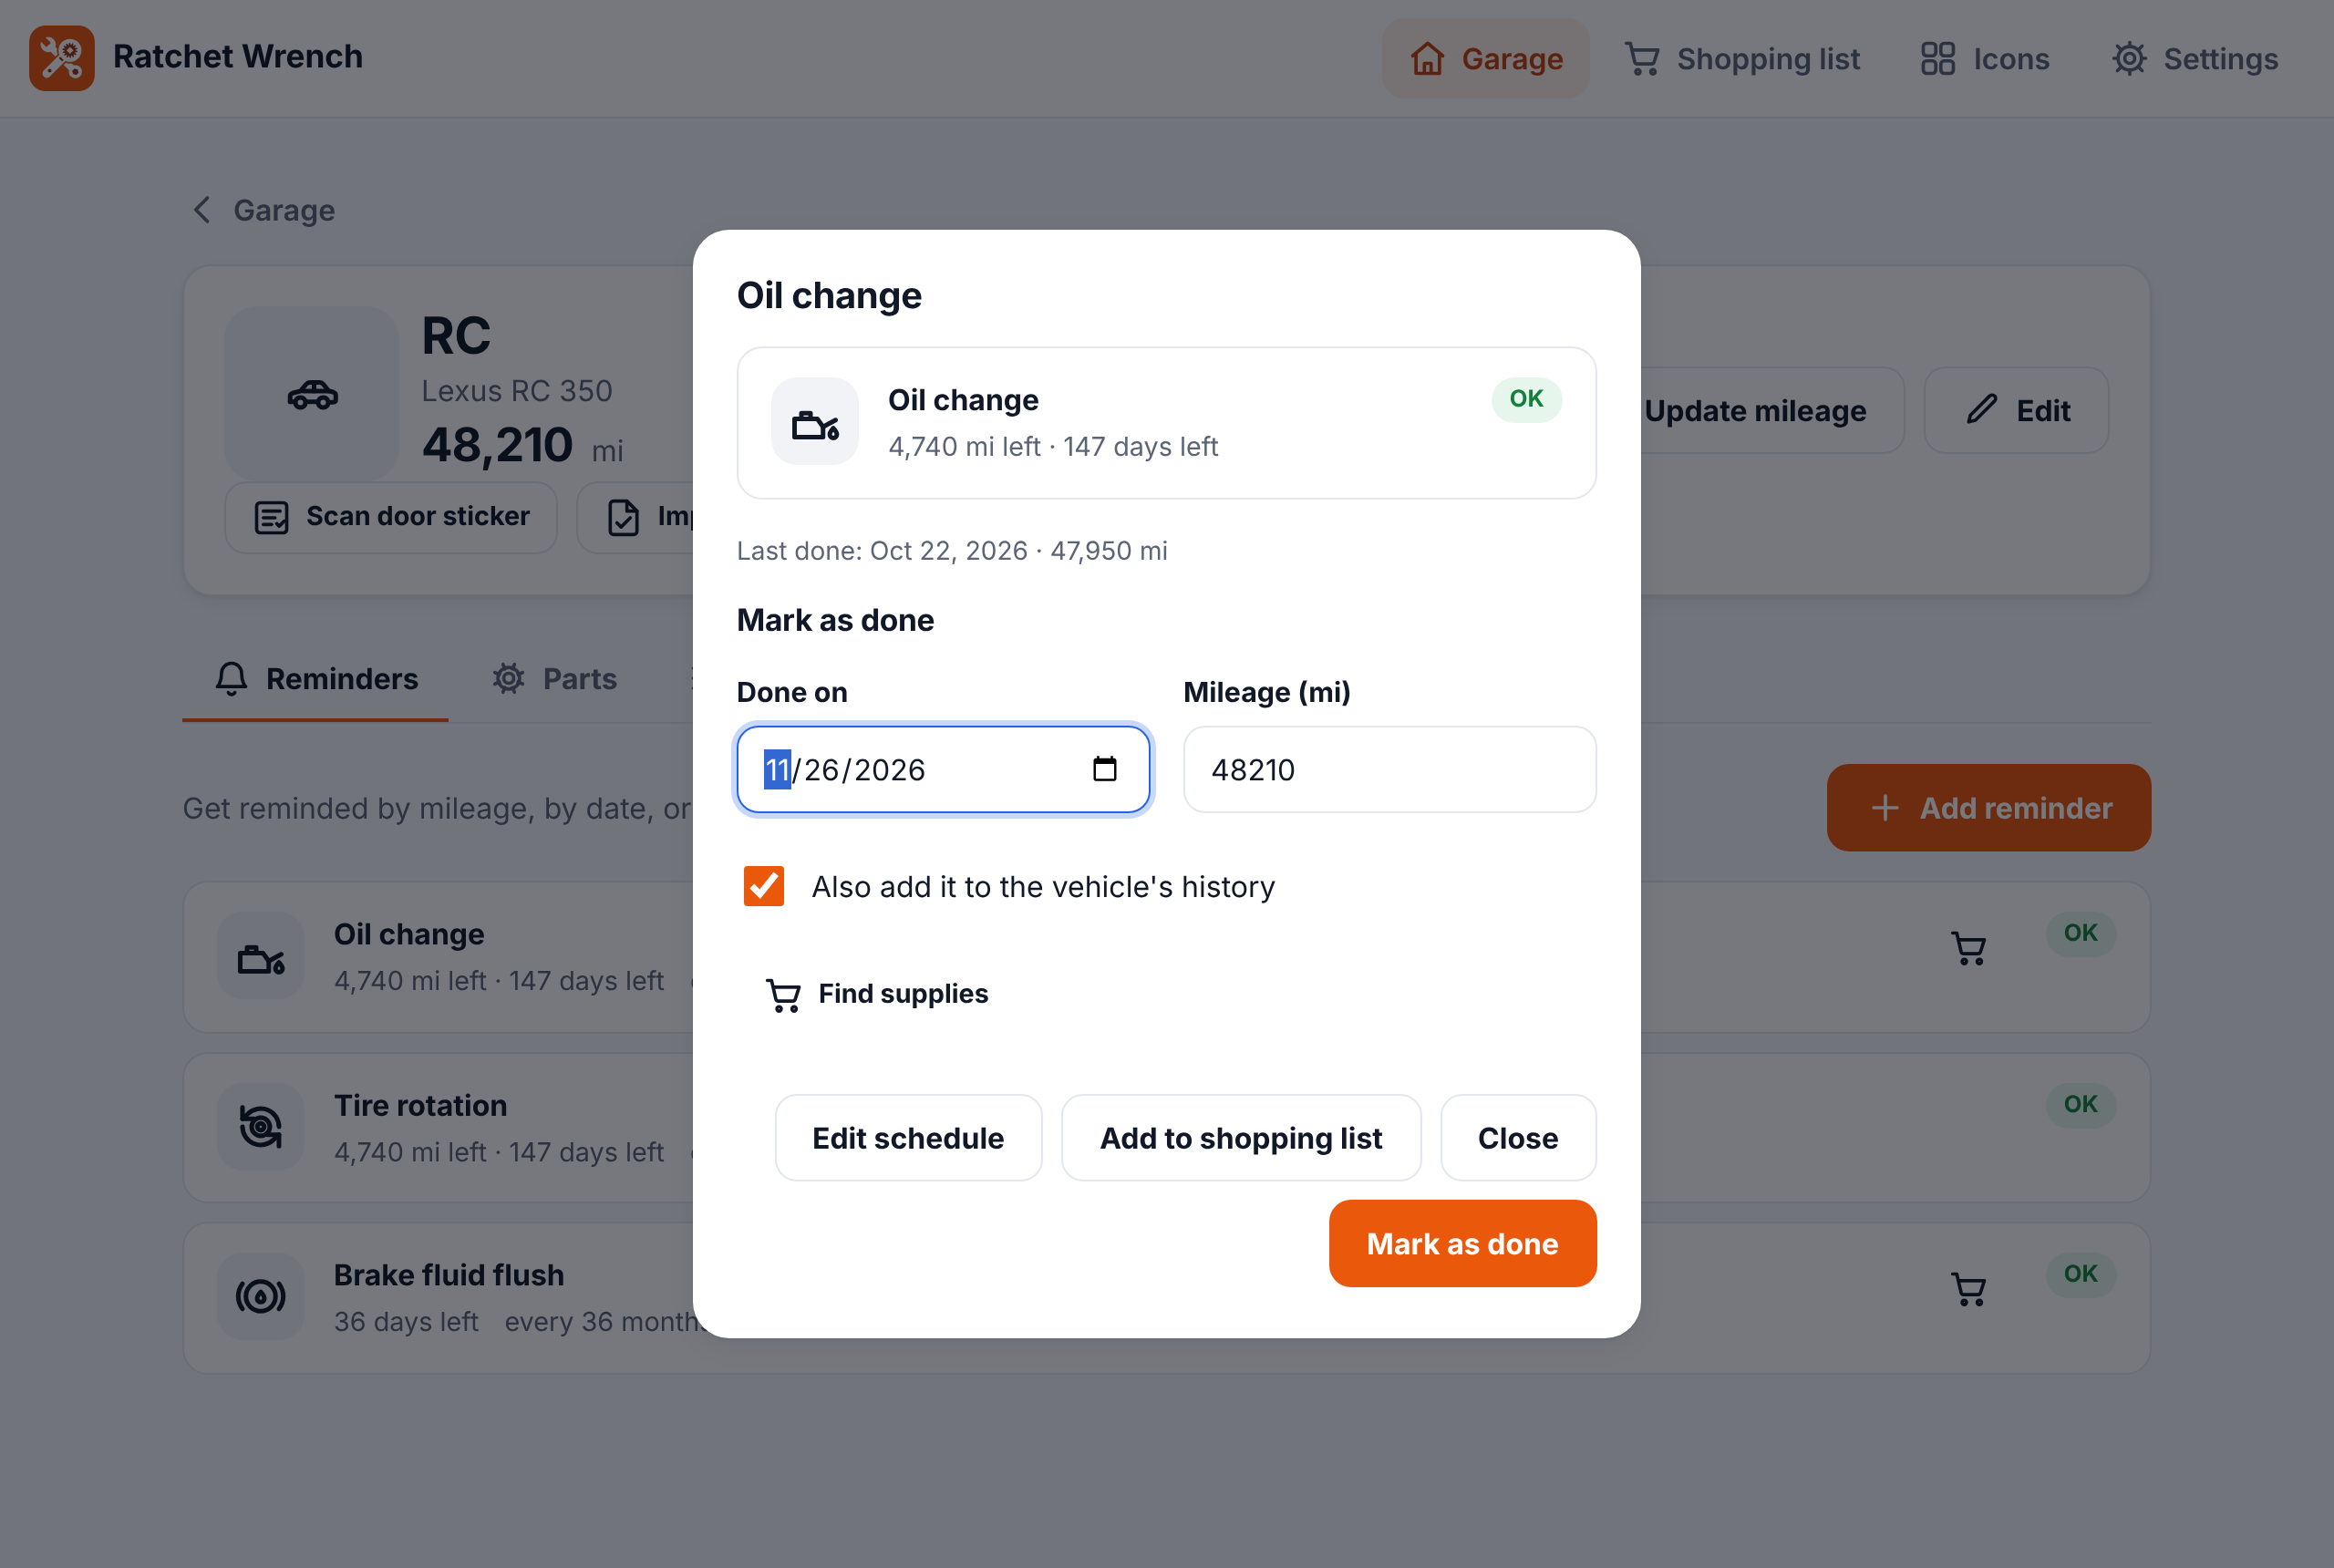 Ratchet Wrench
Garage
Shopping list
Icons
Settings
Garage
RC
Lexus RC 350
48,210 mi
Update mileage
Edit
Scan door sticker
Reminders
Parts
Get reminded by mileage, by date, or
Add reminder
Oil change
4,740 mi left · 147 days left
OK
Tire rotation
4,740 mi left · 147 days left
OK
Brake fluid flush
36 days left every 36 months
OK
Oil change
Oil change
4,740 mi left · 147 days left
OK
Last done: Oct 22, 2026 · 47,950 mi
Mark as done
Done on
Mileage (mi)
11/26/2026
48210
Also add it to the vehicle's history
Find supplies
Edit schedule
Add to shopping list
Close
Mark as done